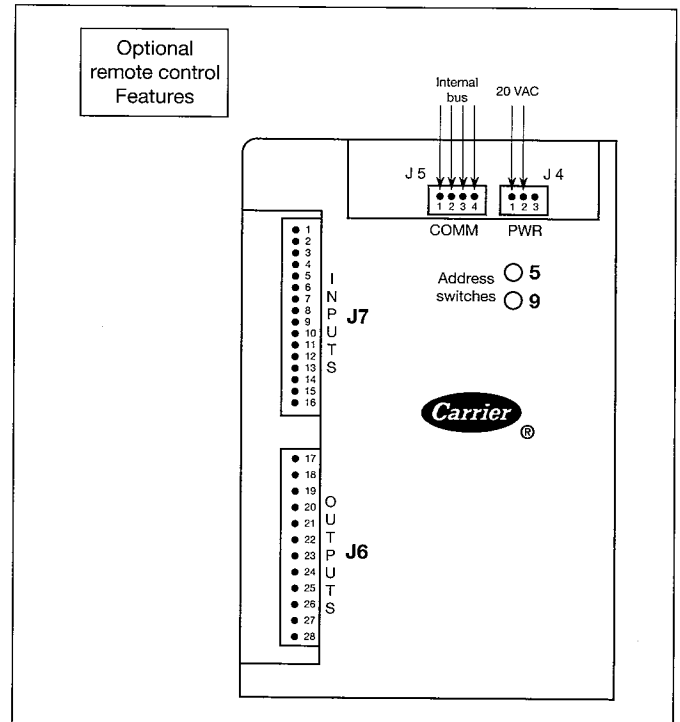 Optional
remote control
Features
Internal
bus
20 VAC
J 5
J 4
1 2 3 4
1 2 3
COMM
PWR
Address
switches
5
9
1
2
3
4
5
6
7
8
9
10
11
12
13
14
15
16
INPUTS
J7
Carrier
®
17
18
19
20
21
22
23
24
25
26
27
28
OUTPUTS
J6